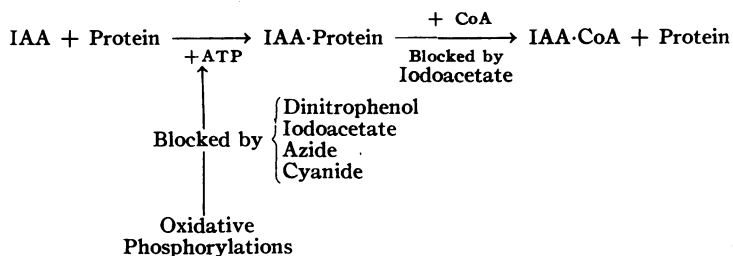 + CoA
IAA + Protein IAA·Protein IAA·CoA + Protein
+ATP Blocked by
Iodoacetate
Dinitrophenol
Iodoacetate
Blocked by
Azide
Cyanide
Oxidative
Phosphorylations